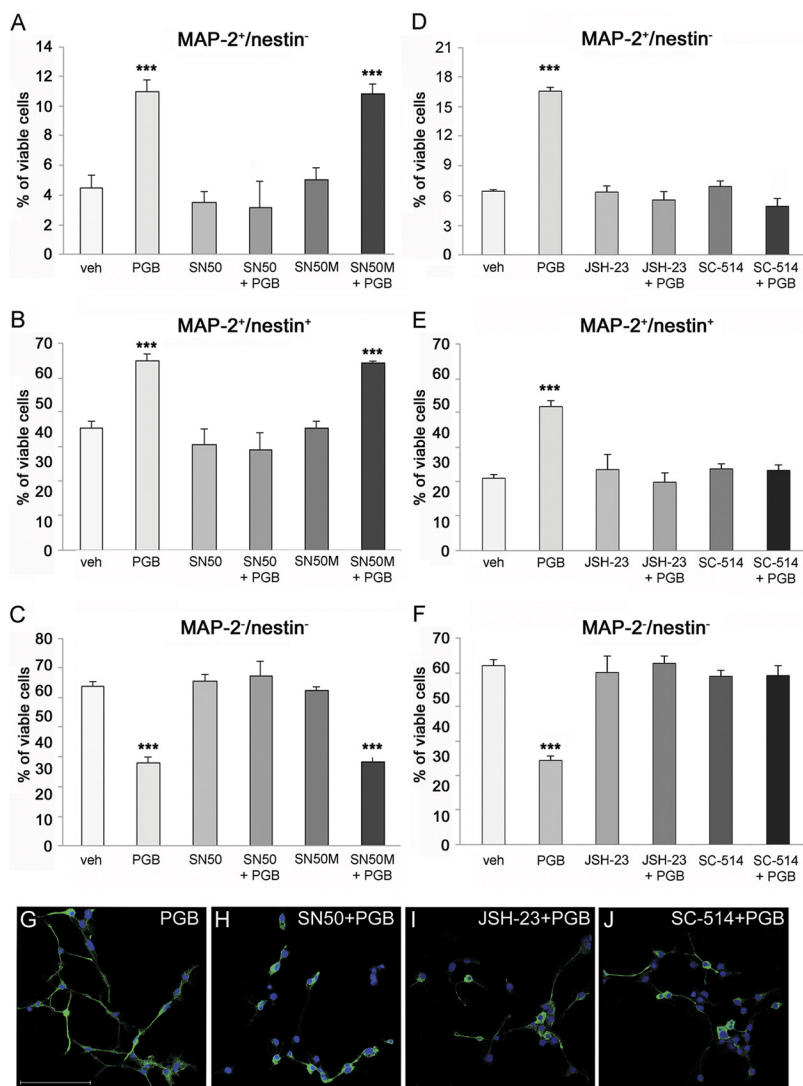 A
MAP-2⁺/nestin⁻
% of viable cells
14
12
10
8
6
4
2
0
***
***
veh PGB SN50 SN50 SN50M SN50M
+ PGB + PGB
D
MAP-2⁺/nestin⁻
% of viable cells
21
18
15
12
9
6
3
0
***
veh PGB JSH-23 JSH-23 SC-514 SC-514
+ PGB + PGB
B
MAP-2⁺/nestin⁺
% of viable cells
70
60
50
40
30
20
10
0
***
***
veh PGB SN50 SN50 SN50M SN50M
+ PGB + PGB
E
MAP-2⁺/nestin⁺
% of viable cells
70
60
50
40
30
20
10
0
***
veh PGB JSH-23 JSH-23 SC-514 SC-514
+ PGB + PGB
C
MAP-2⁻/nestin⁻
% of viable cells
80
70
60
50
40
30
20
10
0
***
***
veh PGB SN50 SN50 SN50M SN50M
+ PGB + PGB
F
MAP-2⁻/nestin⁻
% of viable cells
70
60
50
40
30
20
10
0
***
veh PGB JSH-23 JSH-23 SC-514 SC-514
+ PGB + PGB
G PGB
H SN50+PGB
I JSH-23+PGB
J SC-514+PGB